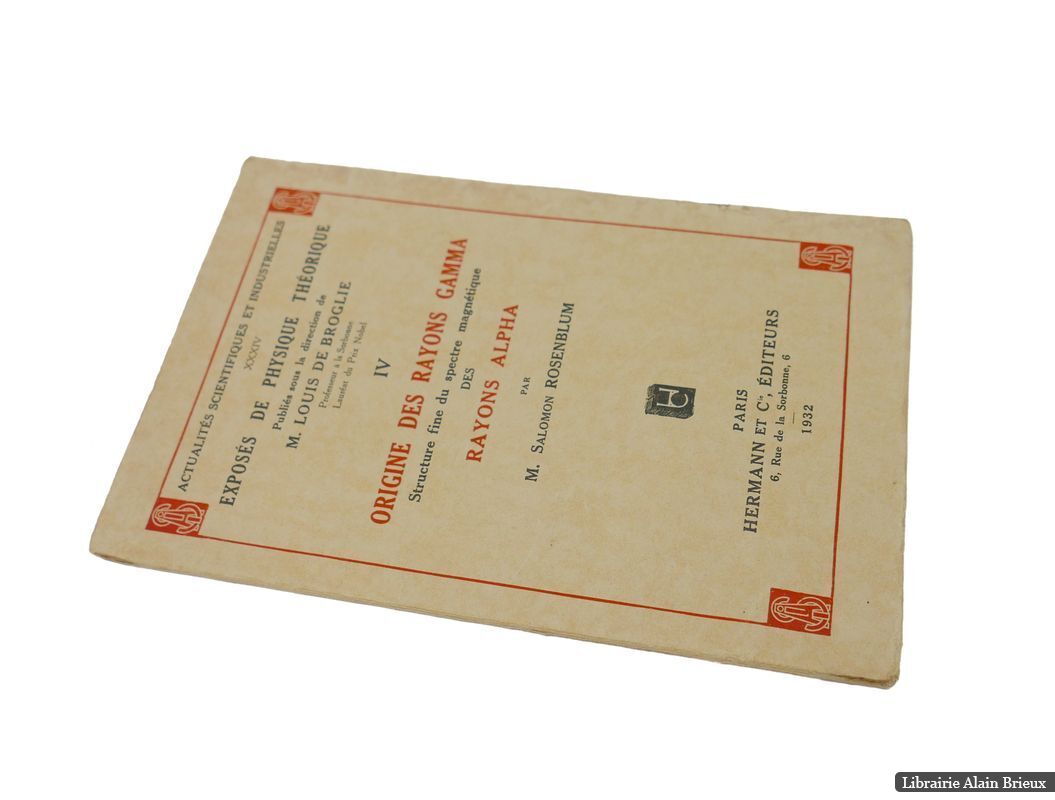 ACTUALITÉS SCIENTIFIQUES ET INDUSTRIELLES
XXXIV
EXPOSÉS DE PHYSIQUE THÉORIQUE
Publiés sous la direction de
M. LOUIS DE BROGLIE
Professeur à la Sorbonne
Lauréat du Prix Nobel
IV
ORIGINE DES RAYONS GAMMA
Structure fine du spectre magnétique
DES
RAYONS ALPHA
PAR
M. SALOMON ROSENBLUM
PARIS
HERMANN ET Cie, ÉDITEURS
6, Rue de la Sorbonne, 6
1932
Librairie Alain Brieux